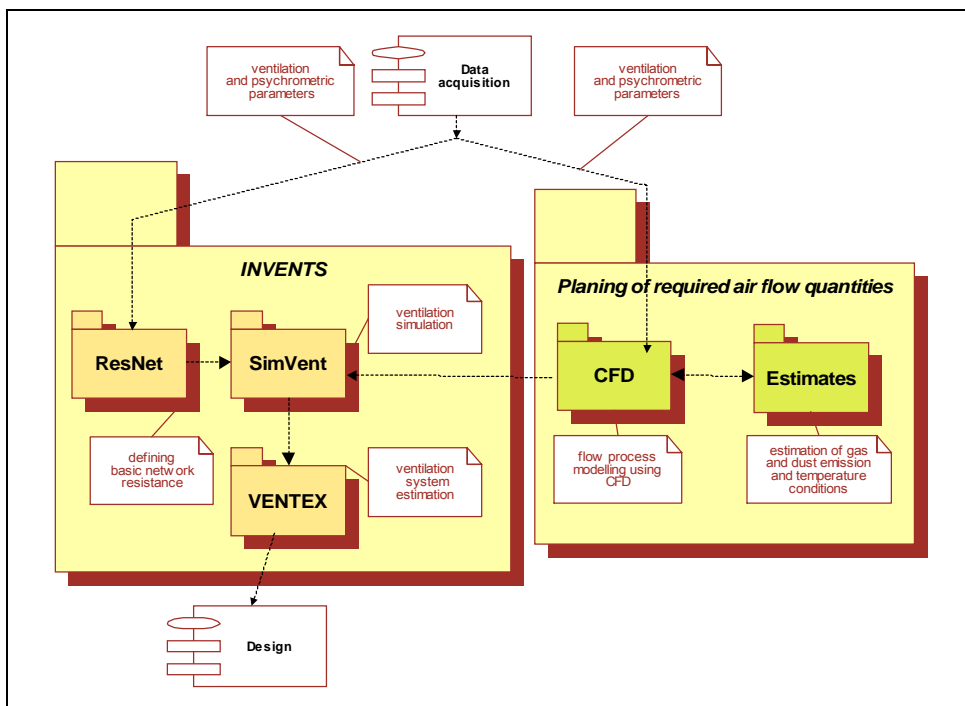 ventilation
and psychrometric
parameters
Data
acquisition
ventilation
and psychrometric
parameters
INVENTS
Planing of required air flow quantities
ResNet
SimVent
ventilation
simulation
CFD
Estimates
defining
basic network
resistance
VENTEX
ventilation
system
estimation
flow process
modelling using
CFD
estimation of gas
and dust emission
and temperature
conditions
Design